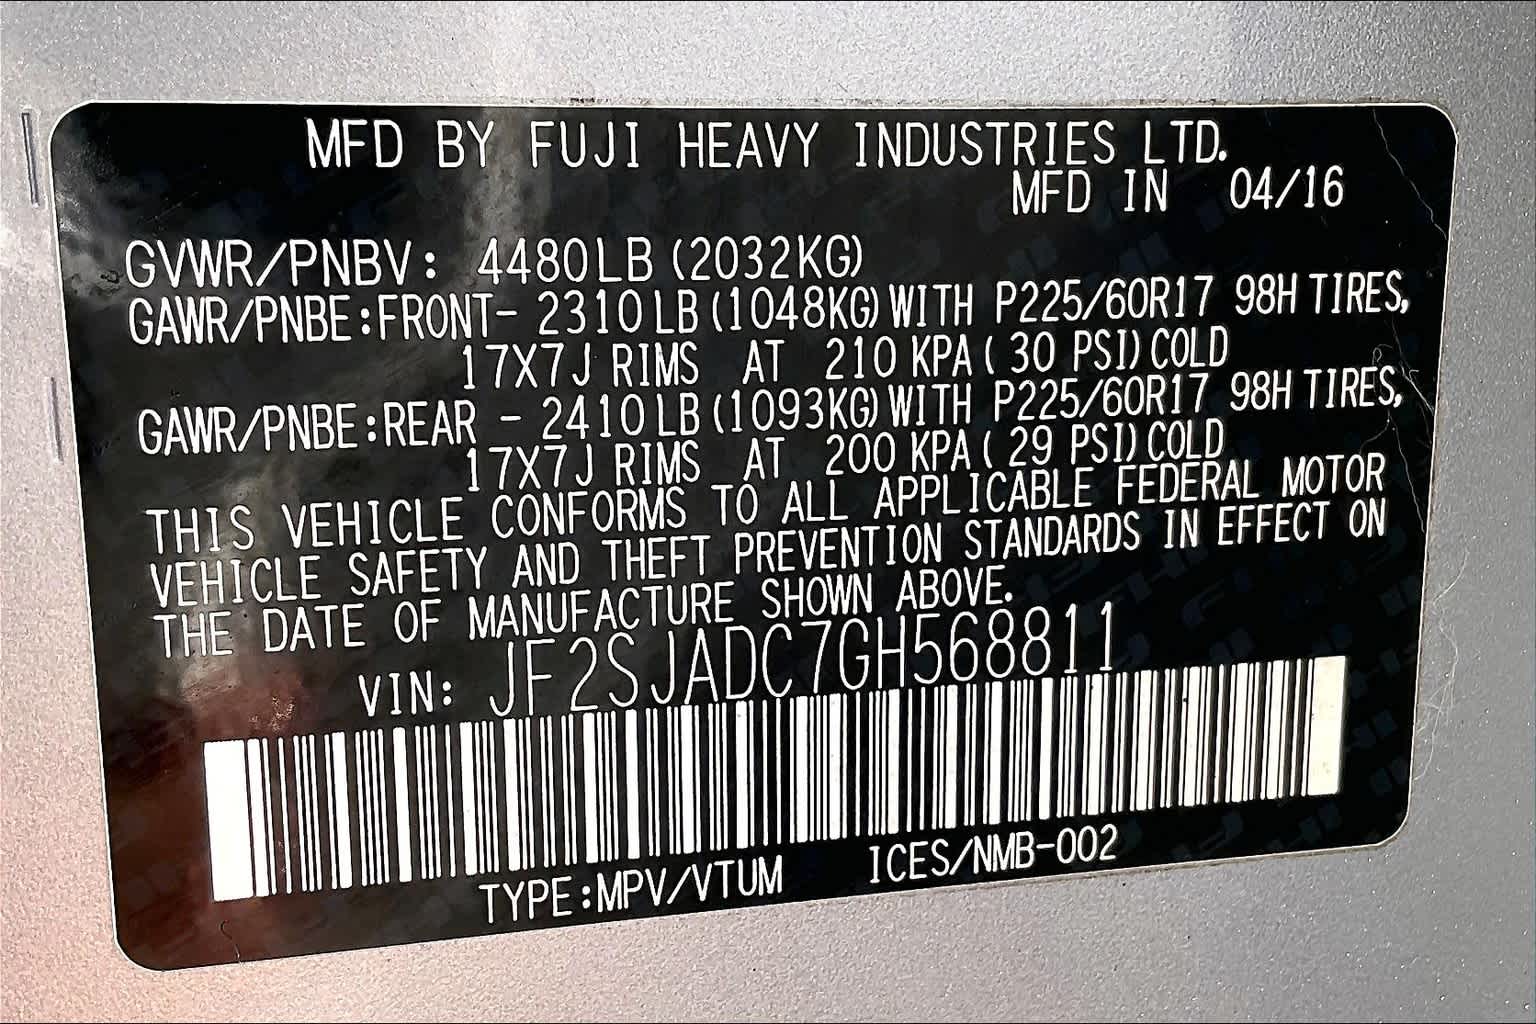 MFD BY FUJI HEAVY INDUSTRIES LTD.
MFD IN 04/16
GVWR/PNBV: 4480LB (2032KG)
GAWR/PNBE:FRONT- 2310LB (1048KG) WITH P225/60R17 98H TIRES,
17X7J RIMS AT 210 KPA ( 30 PSI) COLD
GAWR/PNBE:REAR - 2410LB (1093KG) WITH P225/60R17 98H TIRES,
17X7J RIMS AT 200 KPA ( 29 PSI) COLD
THIS VEHICLE CONFORMS TO ALL APPLICABLE FEDERAL MOTOR
VEHICLE SAFETY AND THEFT PREVENTION STANDARDS IN EFFECT ON
THE DATE OF MANUFACTURE SHOWN ABOVE.
VIN: JF2SJADC7GH568811
TYPE:MPV/VTUM ICES/NMB-002